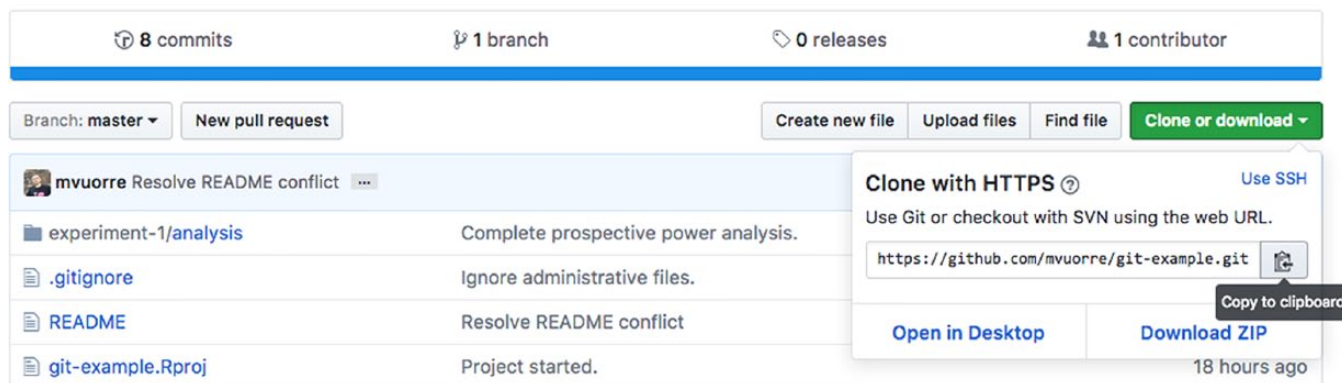 8 commits
1 branch
0 releases
1 contributor
Branch: master
New pull request
Create new file
Upload files
Find file
Clone or download
mvuorre Resolve README conflict ...
Clone with HTTPS ?
Use SSH
Use Git or checkout with SVN using the web URL.
https://github.com/mvuorre/git-example.git
Copy to clipboard
Open in Desktop
Download ZIP
experiment-1/analysis
Complete prospective power analysis.
.gitignore
Ignore administrative files.
README
Resolve README conflict
git-example.Rproj
Project started.
18 hours ago